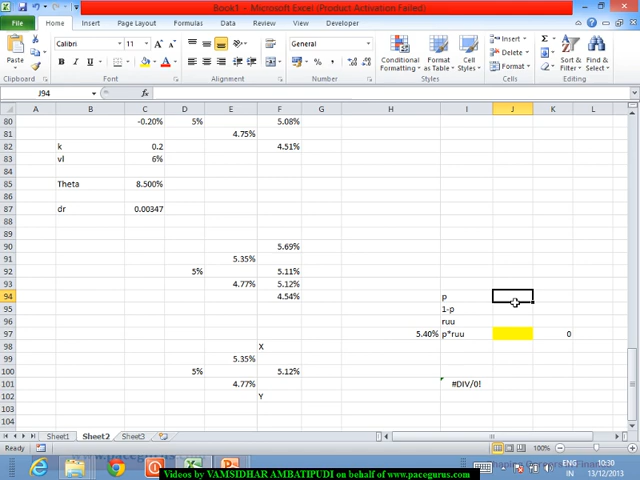 Book1 - Microsoft Excel (Product Activation Failed)
File Home Insert Page Layout Formulas Data Review View Developer
Paste Calibri 11 A A General Conditional Formatting Format as Table Cell Styles Insert Delete Format Sort & Filter Find & Select
B I U A $ % ,
Clipboard Font Alignment Number Styles Cells Editing
J94 fx
A B C D E F G H I J K L
80 -0.20% 5% 5.08%
81 4.75%
82 k 0.2 4.51%
83 vl 6%
84
85 Theta 8.500%
86
87 dr 0.00347
88
89
90 5.69%
91 5.35%
92 5% 5.11%
93 4.77% 5.12%
94 4.54% p
95 1-p
96 ruu
97 5.40% p*ruu 0
98 X
99 5.35%
100 5% 5.12%
101 4.77% #DIV/0!
102 Y
103
104
Sheet1 Sheet2 Sheet3
Ready 100%
www.pacegurus.com
ENG
IN
10:30
13/12/2013
Videos by VAMSIDHAR AMBATIPUDI on behalf of www.pacegurus.com